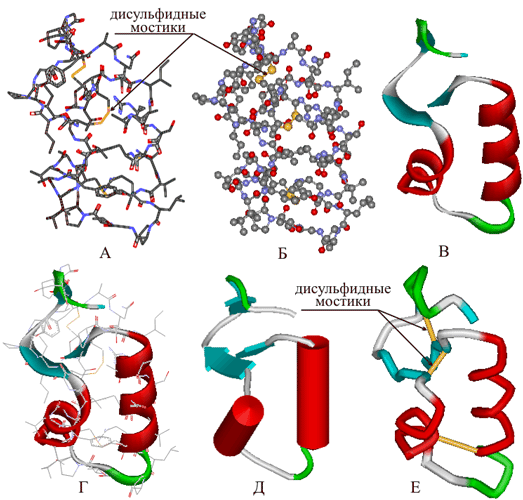 дисульфидные
мостики
А
Б
В
дисульфидные
мостики
Г
Д
Е